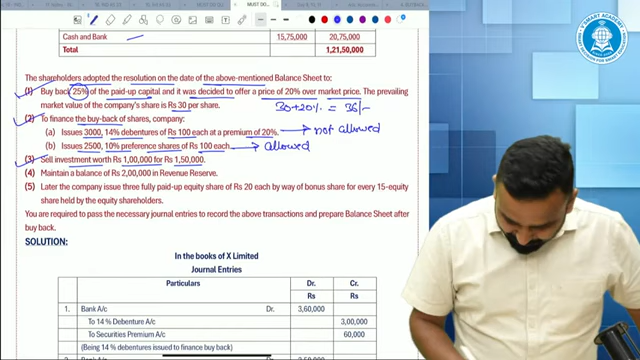 MUST DO...
V'SMART ACADEMY
Cash and Bank 15,75,000 20,75,000
Total 1,21,50,000
The shareholders adopted the resolution on the date of the above-mentioned Balance Sheet to:
(1) Buy back 25% of the paid-up capital and it was decided to offer a price of 20% over market price. The prevailing
market value of the company's share is Rs 30 per share.
30+20% = 36/-
(2) To finance the buy-back of shares, company:
(a) Issues 3000, 14% debentures of Rs 100 each at a premium of 20%. → not allowed
(b) Issues 2500, 10% preference shares of Rs 100 each. → allowed
(3) Sell investment worth Rs 1,00,000 for Rs 1,50,000.
(4) Maintain a balance of Rs 2,00,000 in Revenue Reserve.
(5) Later the company issue three fully paid-up equity share of Rs 20 each by way of bonus share for every 15-equity
share held by the equity shareholders.
You are required to pass the necessary journal entries to record the above transactions and prepare Balance Sheet after
buy back.
SOLUTION:
In the books of X Limited
Journal Entries
Particulars Dr. Cr.
Rs Rs
1. Bank A/c Dr. 3,60,000
To 14% Debenture A/c 3,00,000
To Securities Premium A/c 60,000
(Being 14% debentures issued to finance buy back)